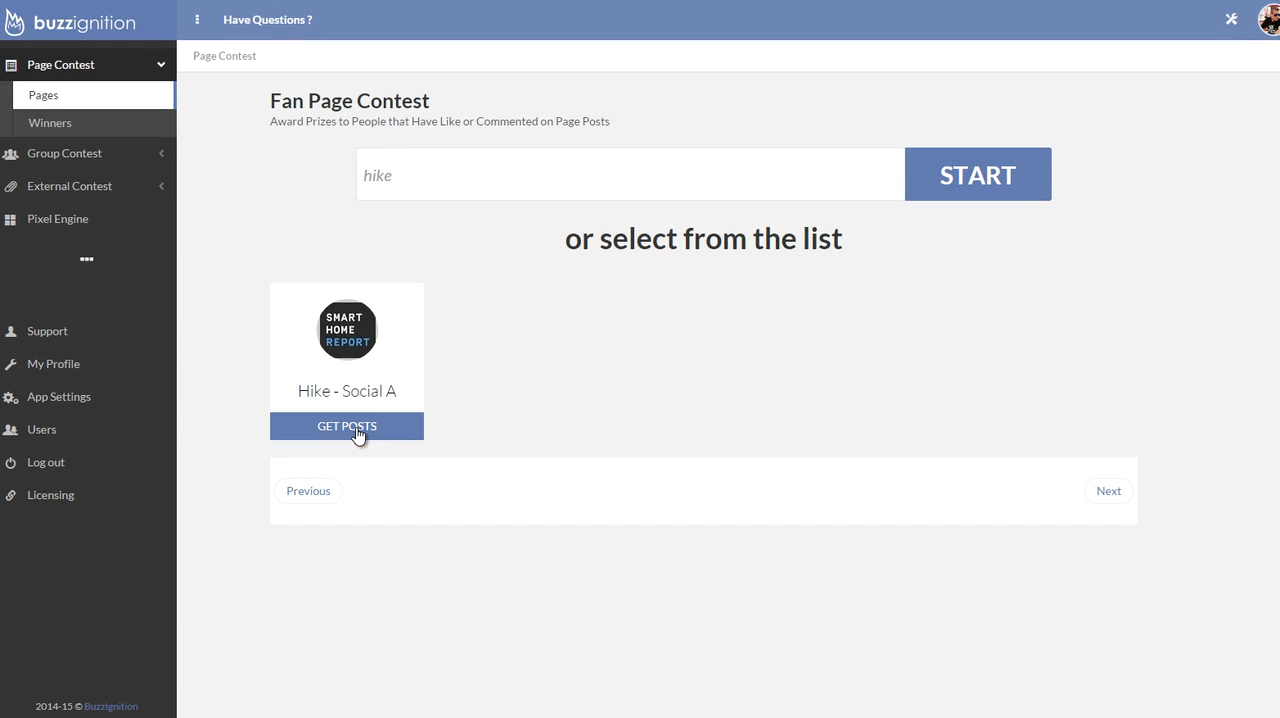 buzzignition
Have Questions ?
Page Contest
Pages
Winners
Group Contest
External Contest
Pixel Engine
Support
My Profile
App Settings
Users
Log out
Licensing
2014-15 © BuzzIgnition
Page Contest
Fan Page Contest
Award Prizes to People that Have Like or Commented on Page Posts
hike
START
or select from the list
SMART
HOME
REPORT
Hike - Social A
GET POSTS
Previous
Next